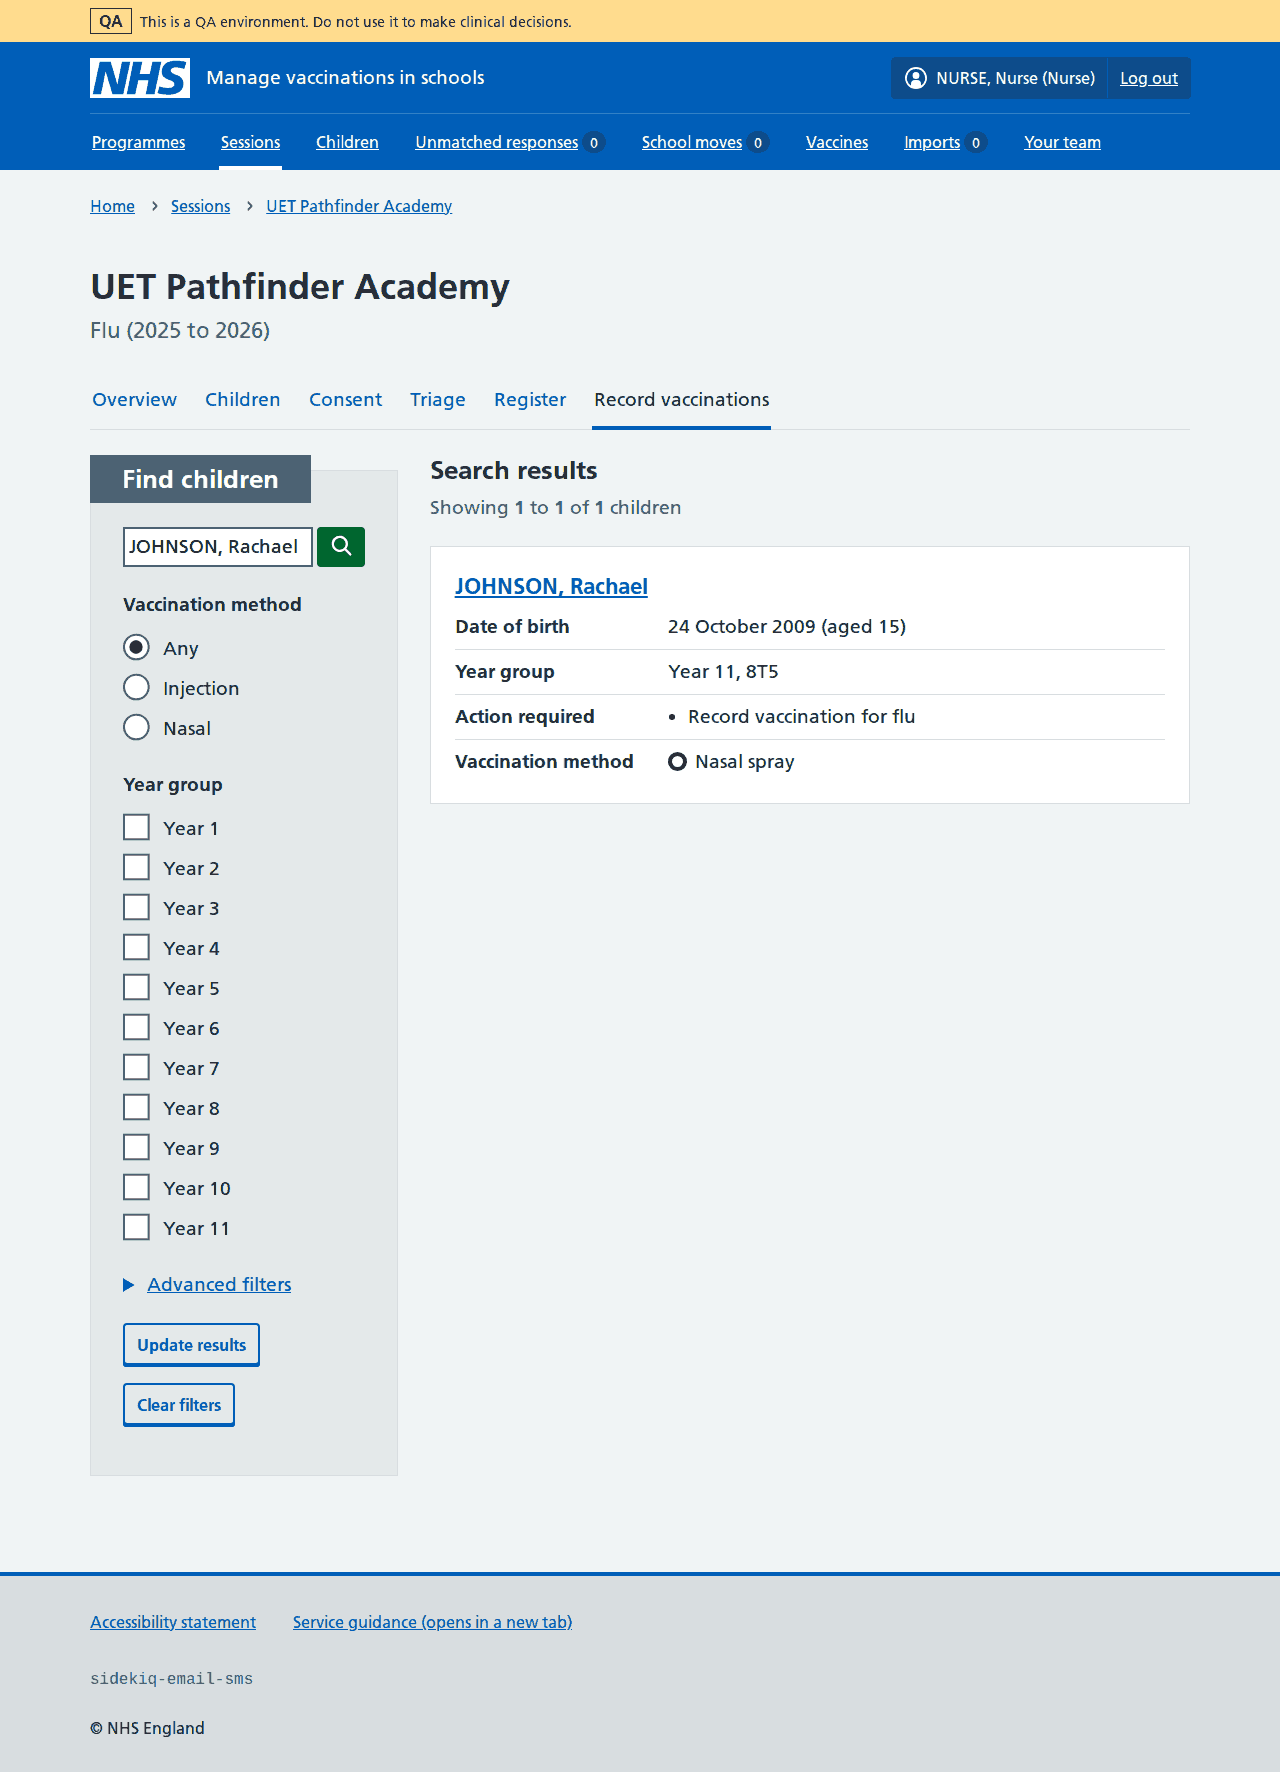 QA This is a QA environment. Do not use it to make clinical decisions.
NHS Manage vaccinations in schools NURSE, Nurse (Nurse) Log out
Programmes Sessions Children Unmatched responses 0 School moves 0 Vaccines Imports 0 Your team
Home Sessions UET Pathfinder Academy
UET Pathfinder Academy
Flu (2025 to 2026)
Overview Children Consent Triage Register Record vaccinations
Find children
JOHNSON, Rachael
Vaccination method
Any
Injection
Nasal
Year group
Year 1
Year 2
Year 3
Year 4
Year 5
Year 6
Year 7
Year 8
Year 9
Year 10
Year 11
Advanced filters
Update results
Clear filters
Search results
Showing 1 to 1 of 1 children
JOHNSON, Rachael
Date of birth 24 October 2009 (aged 15)
Year group Year 11, 8T5
Action required • Record vaccination for flu
Vaccination method Nasal spray
Accessibility statement Service guidance (opens in a new tab)
sidekiq-email-sms
© NHS England